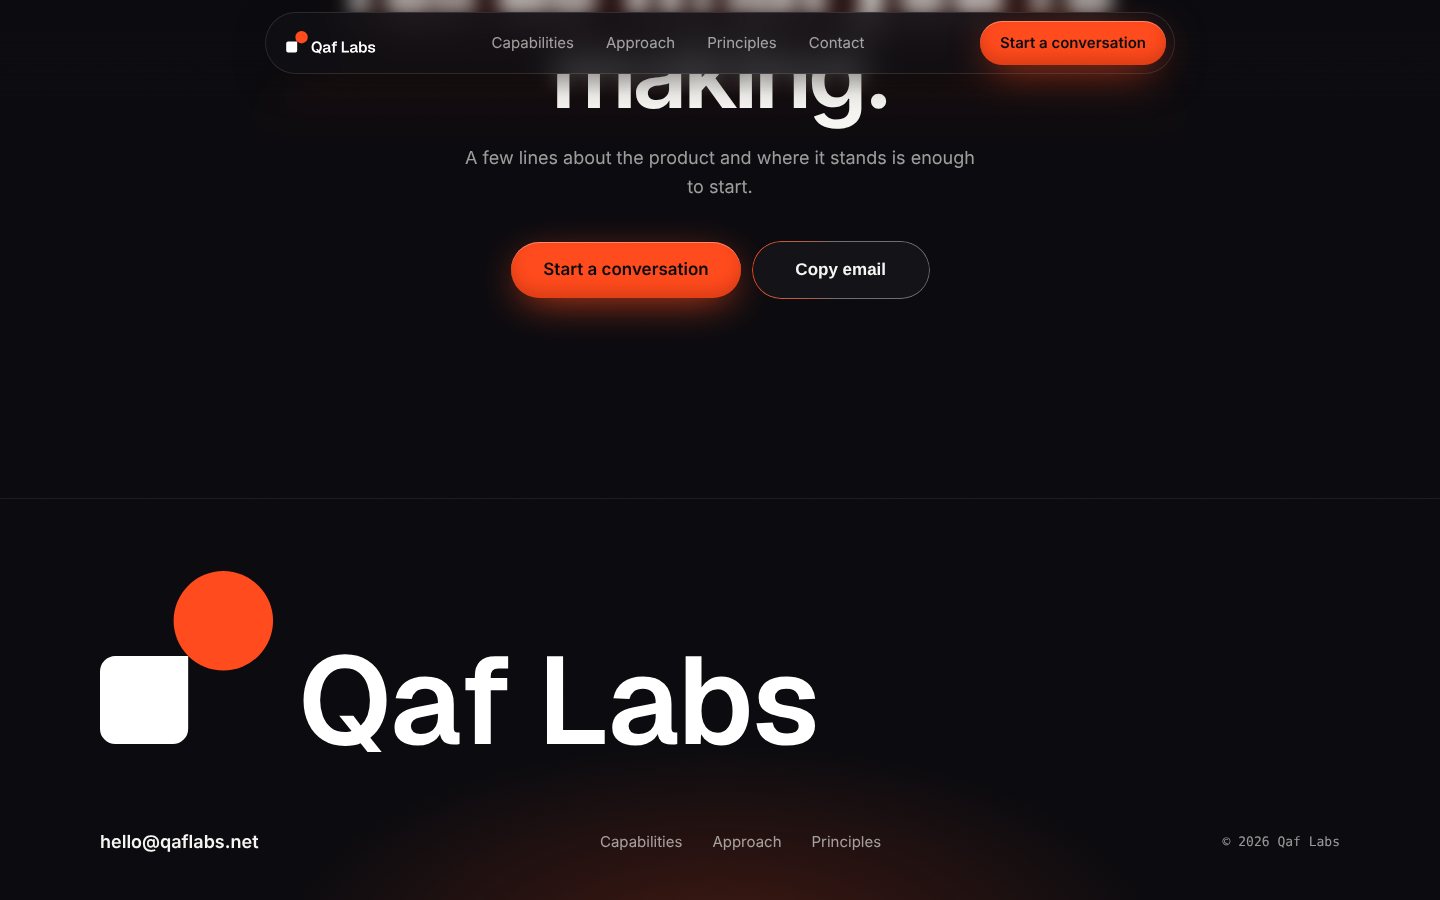 Qaf Labs
Capabilities
Approach
Principles
Contact
Start a conversation
making.
A few lines about the product and where it stands is enough
to start.
Start a conversation
Copy email
Qaf Labs
hello@qaflabs.net
Capabilities
Approach
Principles
© 2026 Qaf Labs